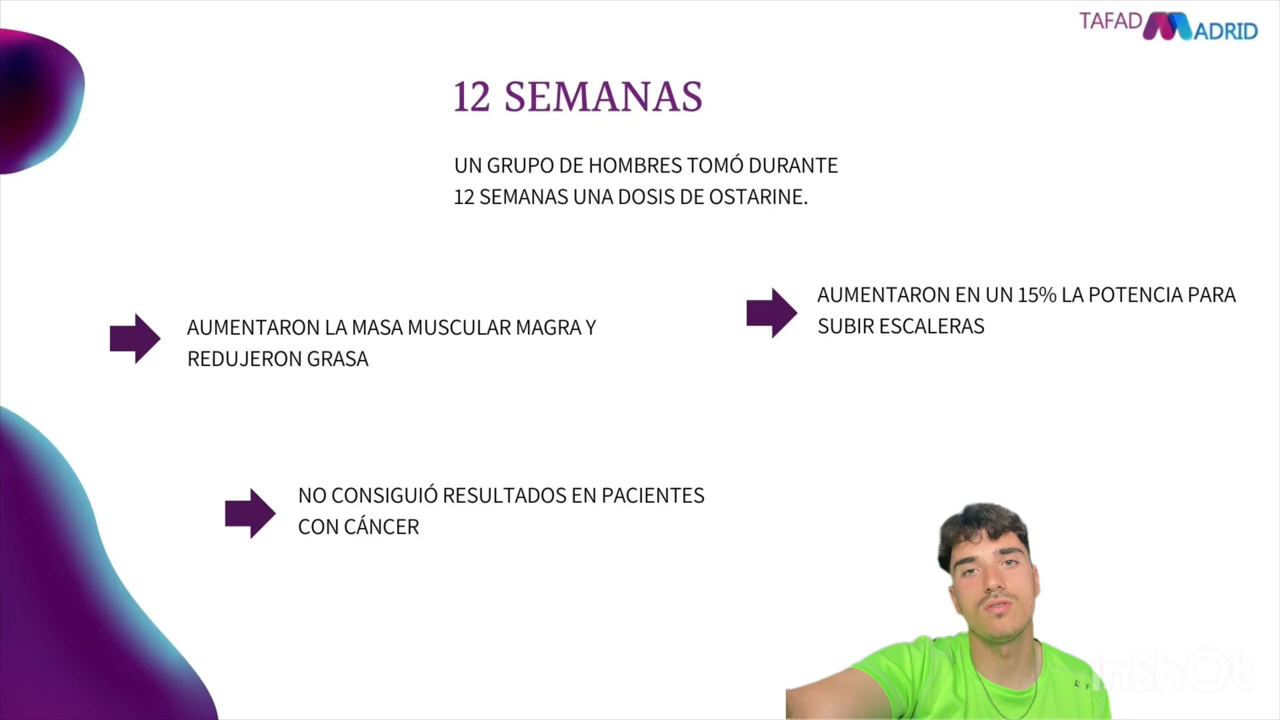 TAFAD MADRID
12 SEMANAS
UN GRUPO DE HOMBRES TOMÓ DURANTE
12 SEMANAS UNA DOSIS DE OSTARINE.
AUMENTARON LA MASA MUSCULAR MAGRA Y
REDUJERON GRASA
AUMENTARON EN UN 15% LA POTENCIA PARA
SUBIR ESCALERAS
NO CONSIGUIÓ RESULTADOS EN PACIENTES
CON CÁNCER
InShOt